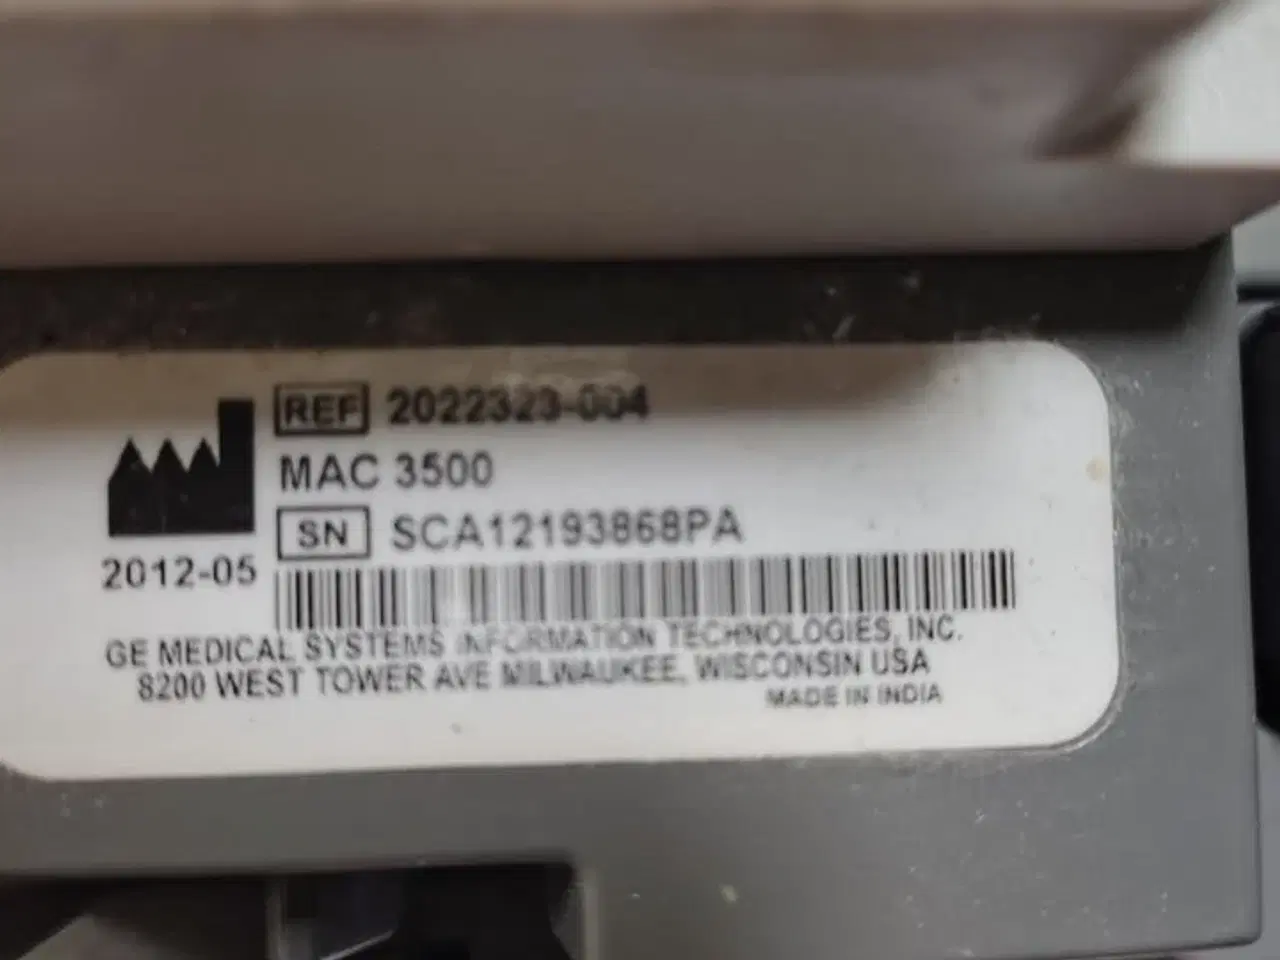 REF 2022323-004
MAC 3500
SN SCA12193868PA
2012-05
GE MEDICAL SYSTEMS INFORMATION TECHNOLOGIES, INC.
8200 WEST TOWER AVE MILWAUKEE, WISCONSIN USA
MADE IN INDIA